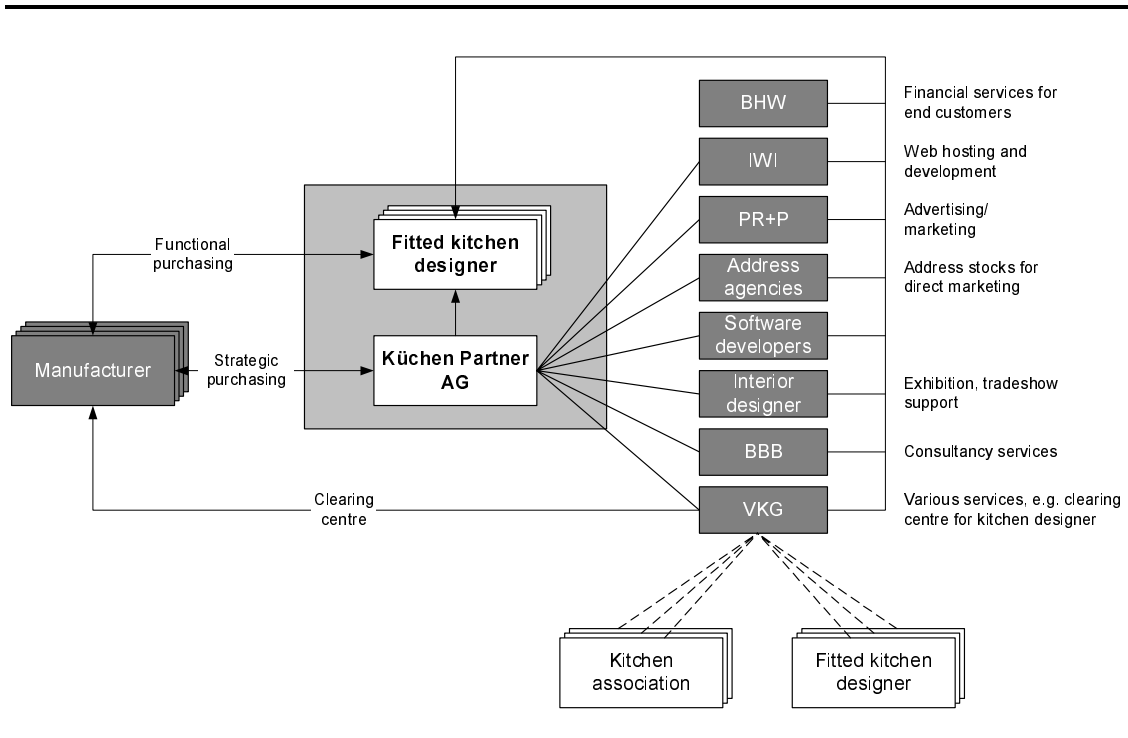 BHW
Financial services for
end customers
IWI
Web hosting and
development
PR+P
Advertising/
marketing
Fitted kitchen
designer
Functional
purchasing
Address
agencies
Address stocks for
direct marketing
Software
developers
Manufacturer
Strategic
purchasing
Küchen Partner
AG
Interior
designer
Exhibition, tradeshow
support
BBB
Consultancy services
Clearing
centre
VKG
Various services, e.g. clearing
centre for kitchen designer
Kitchen
association
Fitted kitchen
designer